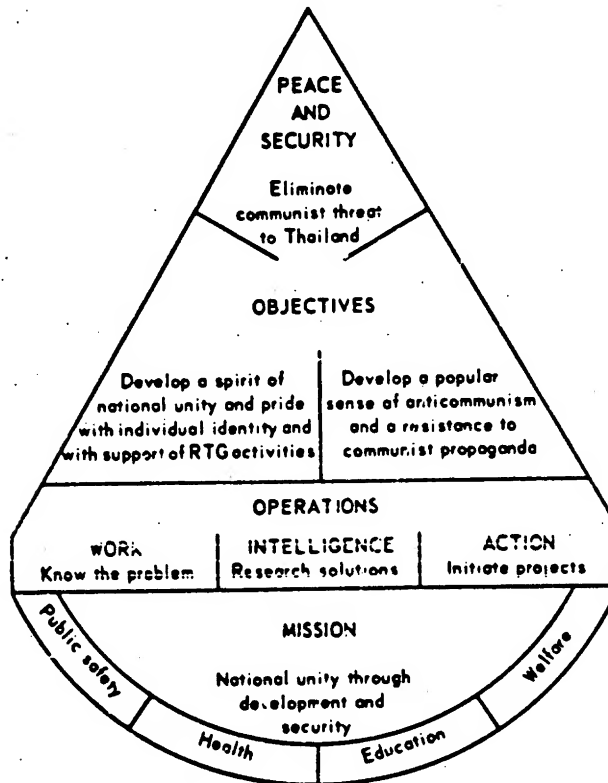 PEACE
AND
SECURITY
Eliminate
communist threat
to Thailand
OBJECTIVES
Develop a spirit of
national unity and pride
with individual identity and
with support of RTG activities
Develop a popular
sense of anticommunism
and a resistance to
communist propaganda
OPERATIONS
WORK
Know the problem
INTELLIGENCE
Research solutions
ACTION
Initiate projects
MISSION
National unity through
development and
security
Public safety
Health
Education
Welfare